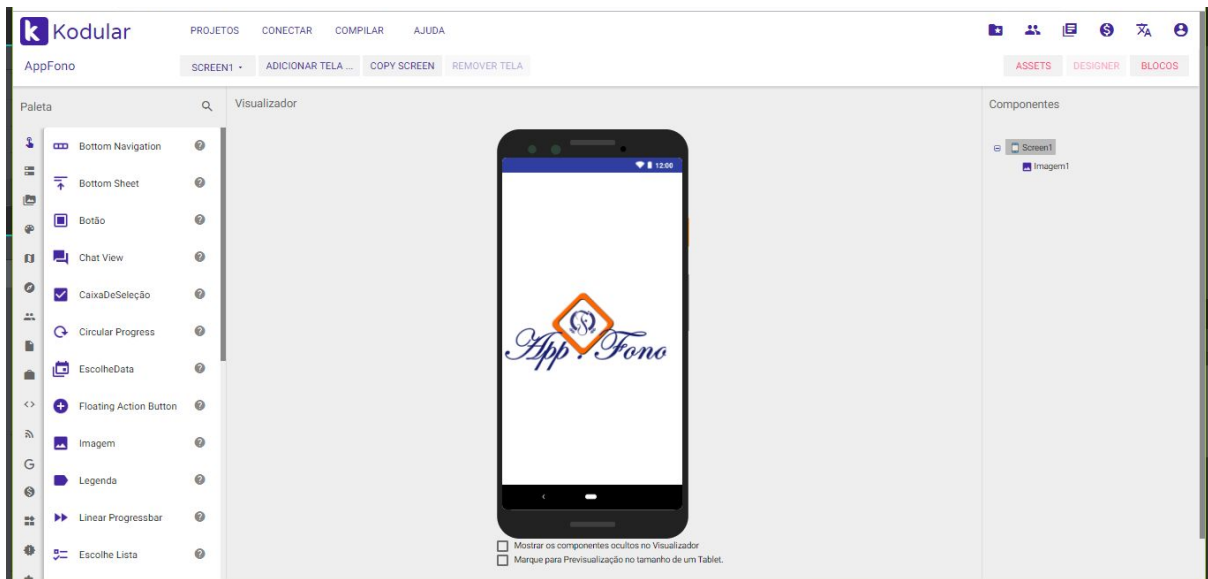 Kodular
PROJETOS CONECTAR COMPILAR AJUDA
AppFono
SCREEN1 ADICIONAR TELA ... COPY SCREEN REMOVER TELA
ASSETS DESIGNER BLOCOS
Paleta
Visualizador
Componentes
Bottom Navigation
Bottom Sheet
Botão
Chat View
CaixaDeSeleção
Circular Progress
EscolheData
Floating Action Button
Imagem
Legenda
Linear Progressbar
Escolhe Lista
12:00
App Fono
Mostrar os componentes ocultos no Visualizador
Marque para Previsualização no tamanho de um Tablet.
Screen1
Imagem1